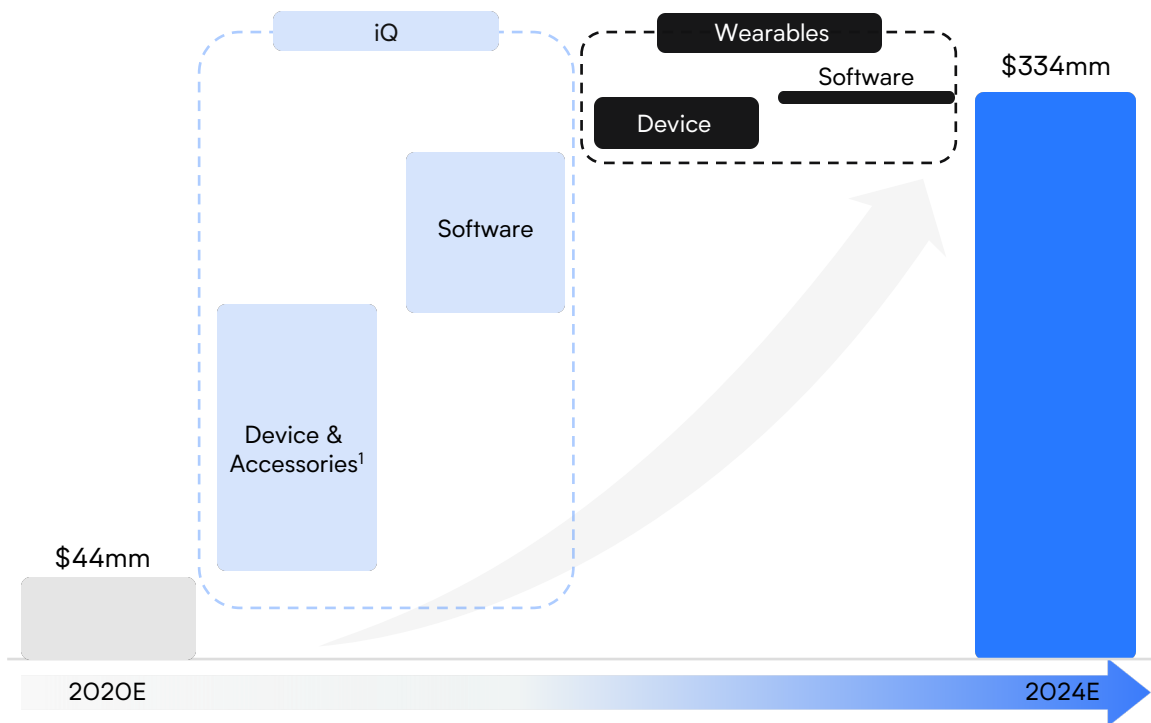 iQ
Wearables
$334mm
Software
Device
Software
Device &
Accessories¹
$44mm
2020E
2024E